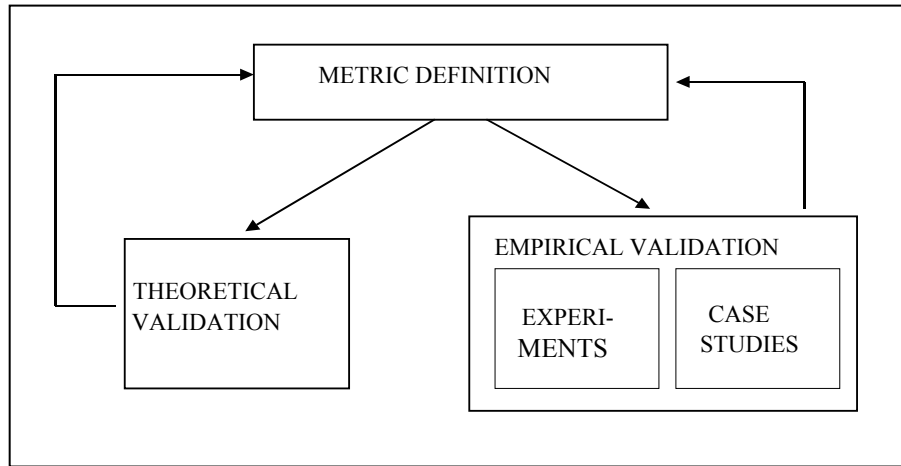 METRIC DEFINITION
THEORETICAL
VALIDATION
EMPIRICAL VALIDATION
EXPERI-
MENTS
CASE
STUDIES